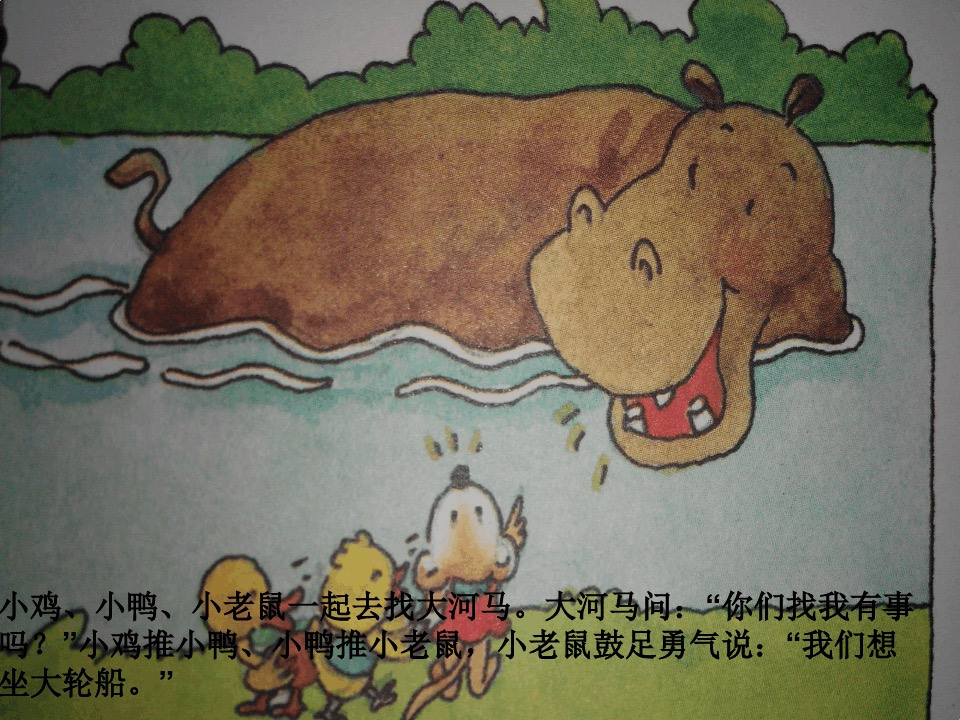 小鸡、小鸭、小老鼠一起去找大河马。大河马问：“你们找我有事
吗？”小鸡推小鸭、小鸭推小老鼠，小老鼠鼓足勇气说：“我们想
坐大轮船。”